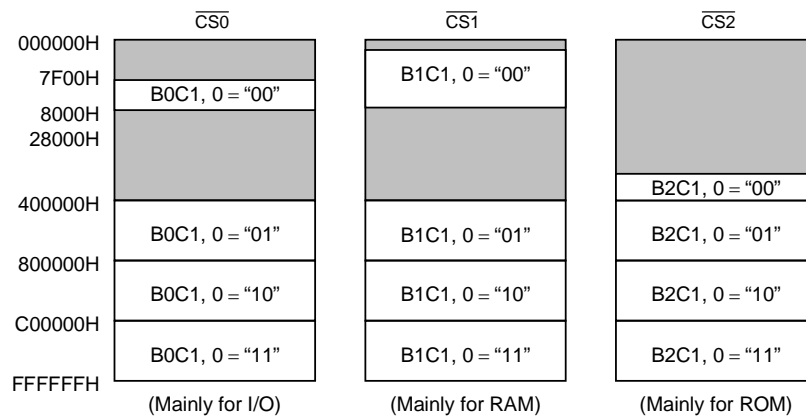 CS0 CS1 CS2
000000H
7F00H
B0C1, 0 = “00” B1C1, 0 = “00”
8000H
28000H
B2C1, 0 = “00”
400000H
B0C1, 0 = “01” B1C1, 0 = “01” B2C1, 0 = “01”
800000H
B0C1, 0 = “10” B1C1, 0 = “10” B2C1, 0 = “10”
C00000H
B0C1, 0 = “11” B1C1, 0 = “11” B2C1, 0 = “11”
FFFFFFH
(Mainly for I/O) (Mainly for RAM) (Mainly for ROM)